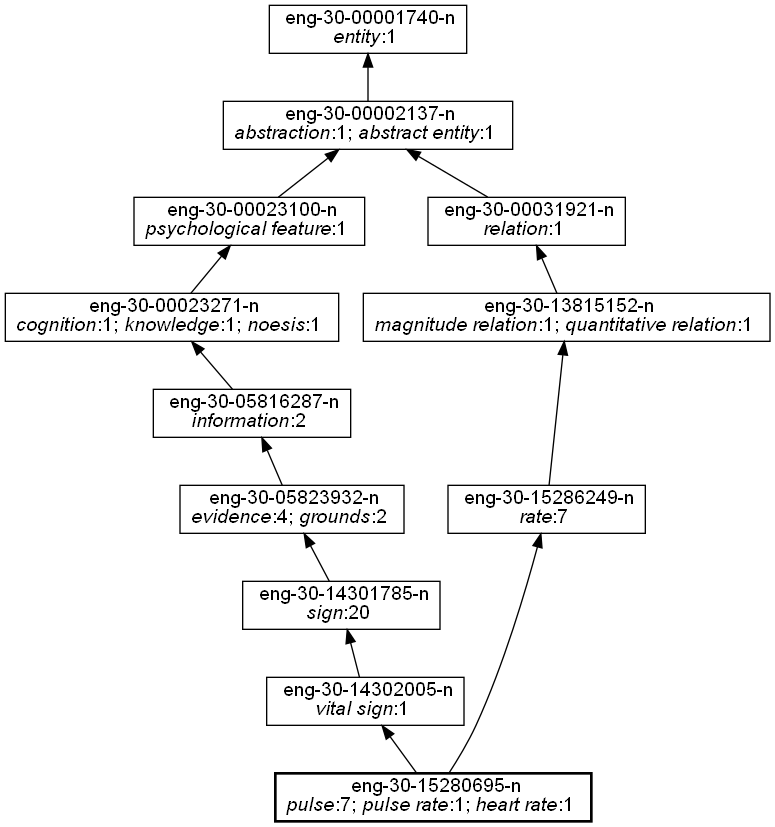 eng-30-00001740-n
entity:1
eng-30-00002137-n
abstraction:1; abstract entity:1
eng-30-00023100-n
psychological feature:1
eng-30-00031921-n
relation:1
eng-30-00023271-n
cognition:1; knowledge:1; noesis:1
eng-30-13815152-n
magnitude relation:1; quantitative relation:1
eng-30-05816287-n
information:2
eng-30-05823932-n
evidence:4; grounds:2
eng-30-15286249-n
rate:7
eng-30-14301785-n
sign:20
eng-30-14302005-n
vital sign:1
eng-30-15280695-n
pulse:7; pulse rate:1; heart rate:1